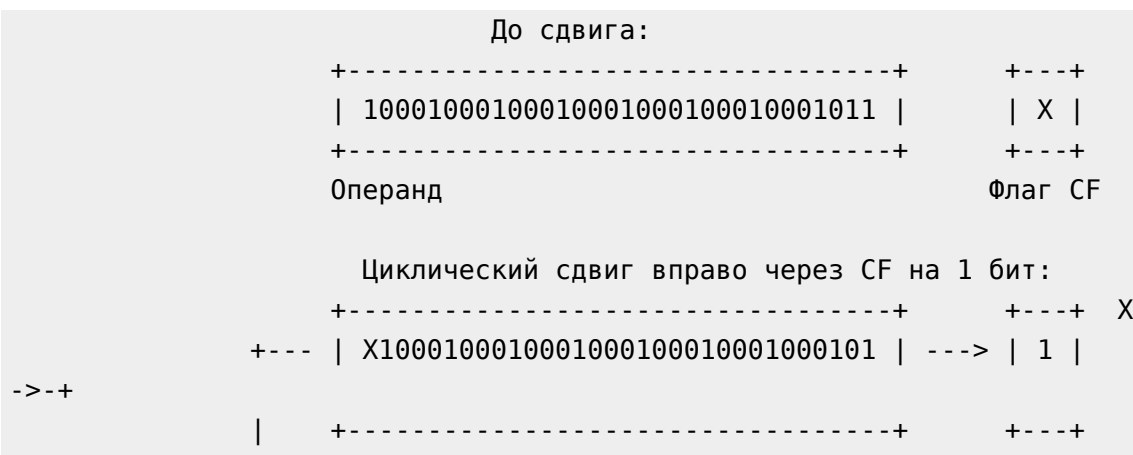 До сдвига:
+----------------------------------+ +---+
| 10001000100010001000100010001011 | | X |
+----------------------------------+ +---+
Операнд Флаг CF
Циклический сдвиг вправо через CF на 1 бит:
+----------------------------------+ +---+ X
+--- | X1000100010001000100010001000101 | ---> | 1 |
->-+
| +----------------------------------+ +---+